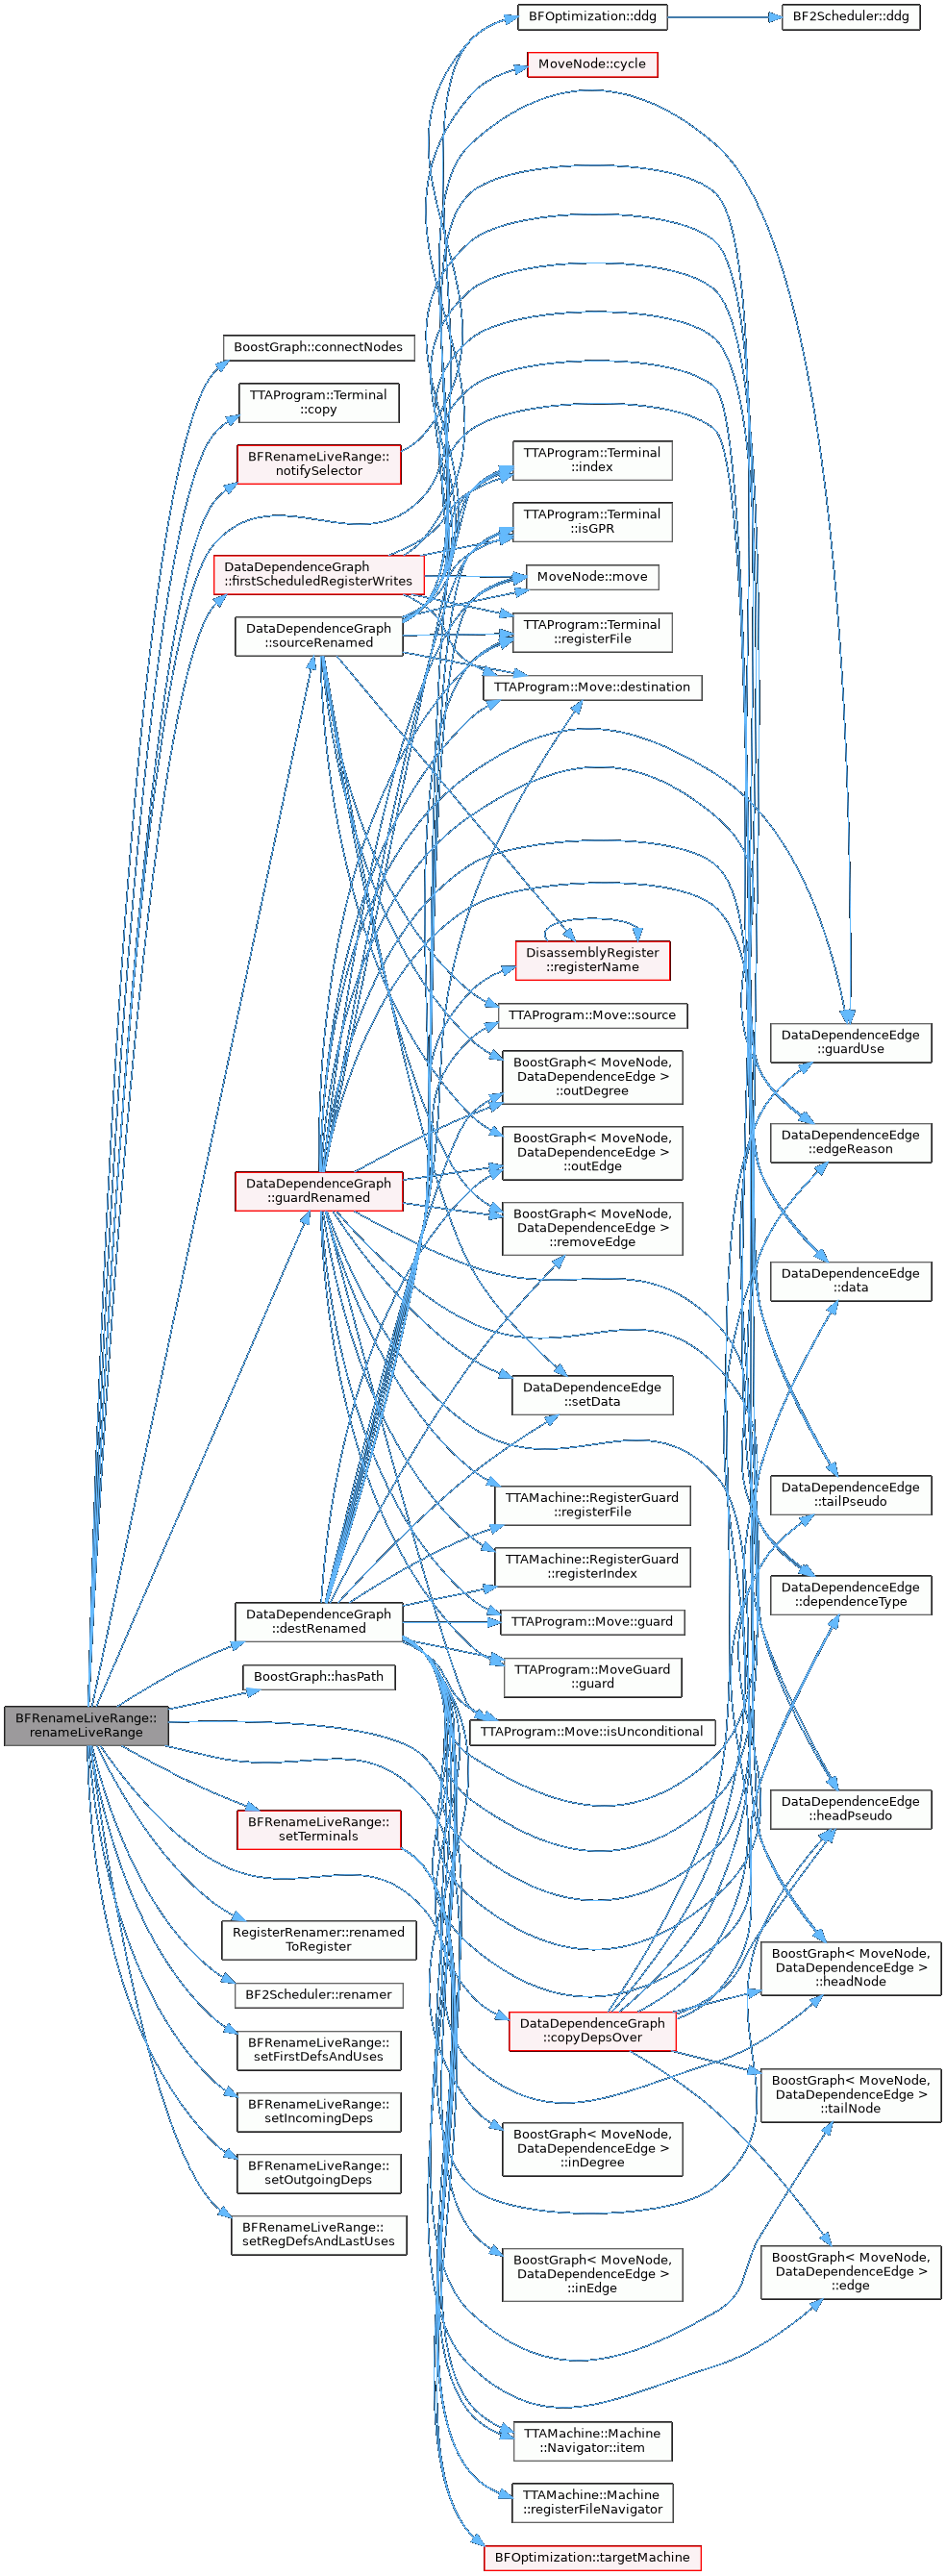 BFOptimization::ddg
BF2Scheduler::ddg
MoveNode::cycle
BoostGraph::connectNodes
TTAProgram::Terminal
::copy
BFRenameLiveRange::
notifySelector
TTAProgram::Terminal
::index
TTAProgram::Terminal
::isGPR
DataDependenceGraph
::firstScheduledRegisterWrites
MoveNode::move
DataDependenceGraph
::sourceRenamed
TTAProgram::Terminal
::registerFile
TTAProgram::Move::destination
DisassemblyRegister
::registerName
TTAProgram::Move::source
DataDependenceEdge
::guardUse
BoostGraph< MoveNode,
DataDependenceEdge >
::outDegree
BoostGraph< MoveNode,
DataDependenceEdge >
::outEdge
DataDependenceEdge
::edgeReason
DataDependenceGraph
::guardRenamed
BoostGraph< MoveNode,
DataDependenceEdge >
::removeEdge
DataDependenceEdge
::data
DataDependenceEdge
::setData
TTAMachine::RegisterGuard
::registerFile
DataDependenceEdge
::tailPseudo
TTAMachine::RegisterGuard
::registerIndex
DataDependenceEdge
::dependenceType
DataDependenceGraph
::destRenamed
TTAProgram::Move::guard
BoostGraph::hasPath
TTAProgram::MoveGuard
::guard
BFRenameLiveRange::
renameLiveRange
TTAProgram::Move::isUnconditional
DataDependenceEdge
::headPseudo
BFRenameLiveRange::
setTerminals
RegisterRenamer::renamed
ToRegister
BoostGraph< MoveNode,
DataDependenceEdge >
::headNode
BF2Scheduler::renamer
DataDependenceGraph
::copyDepsOver
BFRenameLiveRange::
setFirstDefsAndUses
BFRenameLiveRange::
setIncomingDeps
BoostGraph< MoveNode,
DataDependenceEdge >
::tailNode
BoostGraph< MoveNode,
DataDependenceEdge >
::inDegree
BFRenameLiveRange::
setOutgoingDeps
BFRenameLiveRange::
setRegDefsAndLastUses
BoostGraph< MoveNode,
DataDependenceEdge >
::inEdge
BoostGraph< MoveNode,
DataDependenceEdge >
::edge
TTAMachine::Machine
::Navigator::item
TTAMachine::Machine
::registerFileNavigator
BFOptimization::targetMachine